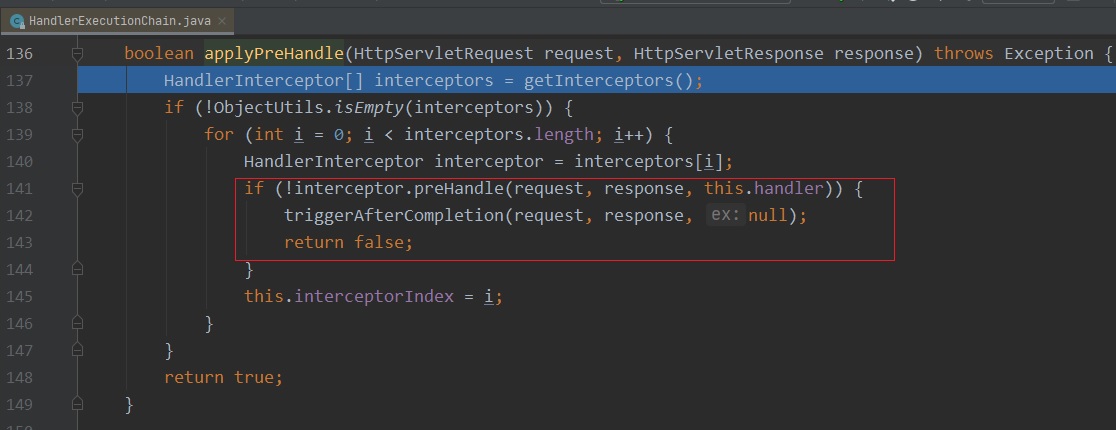 HandlerExecutionChain.java ×
136 boolean applyPreHandle(HttpServletRequest request, HttpServletResponse response) throws Exception {
137 HandlerInterceptor[] interceptors = getInterceptors();
138 if (!ObjectUtils.isEmpty(interceptors)) {
139 for (int i = 0; i < interceptors.length; i++) {
140 HandlerInterceptor interceptor = interceptors[i];
141 if (!interceptor.preHandle(request, response, this.handler)) {
142 triggerAfterCompletion(request, response, ex: null);
143 return false;
144 }
145 this.interceptorIndex = i;
146 }
147 }
148 return true;
149 }